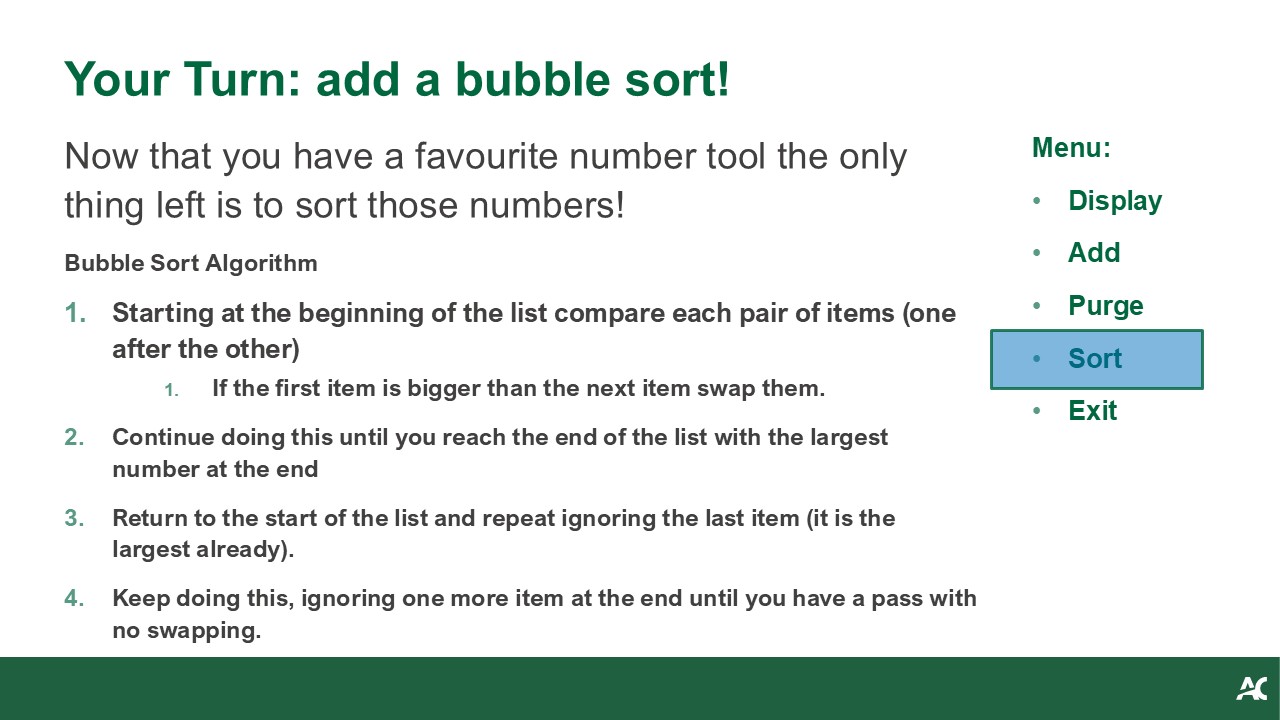 Your Turn: add a bubble sort!
Now that you have a favourite number tool the only
thing left is to sort those numbers!
Bubble Sort Algorithm
1. Starting at the beginning of the list compare each pair of items (one
after the other)
1. If the first item is bigger than the next item swap them.
2. Continue doing this until you reach the end of the list with the largest
number at the end
3. Return to the start of the list and repeat ignoring the last item (it is the
largest already).
4. Keep doing this, ignoring one more item at the end until you have a pass with
no swapping.
Menu:
• Display
• Add
• Purge
• Sort
• Exit
AC